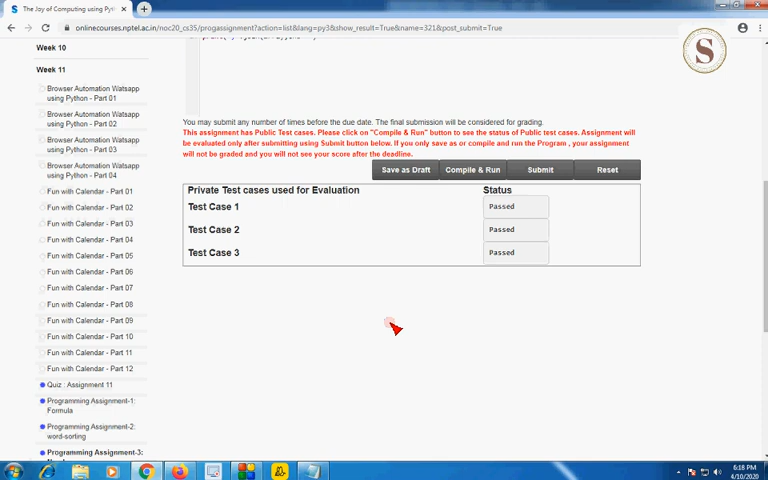 The Joy of Computing using Pyt
onlinecourses.nptel.ac.in/noc20_cs35/progassignment?action=list&lang=py3&show_result=True&name=321&post_submit=True
S
Week 10
Week 11
Browser Automation Watsapp
using Python - Part 01
Browser Automation Watsapp
using Python - Part 02
Browser Automation Watsapp
using Python - Part 03
Browser Automation Watsapp
using Python - Part 04
Fun with Calendar - Part 01
Fun with Calendar - Part 02
Fun with Calendar - Part 03
Fun with Calendar - Part 04
Fun with Calendar - Part 05
Fun with Calendar - Part 06
Fun with Calendar - Part 07
Fun with Calendar - Part 08
Fun with Calendar - Part 09
Fun with Calendar - Part 10
Fun with Calendar - Part 11
Fun with Calendar - Part 12
Quiz : Assignment 11
Programming Assignment-1:
Formula
Programming Assignment-2:
word-sorting
Programming Assignment-3:
You may submit any number of times before the due date. The final submission will be considered for grading.
This assignment has Public Test cases. Please click on "Compile & Run" button to see the status of Public test cases. Assignment will
be evaluated only after submitting using Submit button below. If you only save as or compile and run the Program , your assignment
will not be graded and you will not see your score after the deadline.
Save as Draft Compile & Run Submit Reset
Private Test cases used for Evaluation Status
Test Case 1 Passed
Test Case 2 Passed
Test Case 3 Passed
6:18 PM
4/10/2020